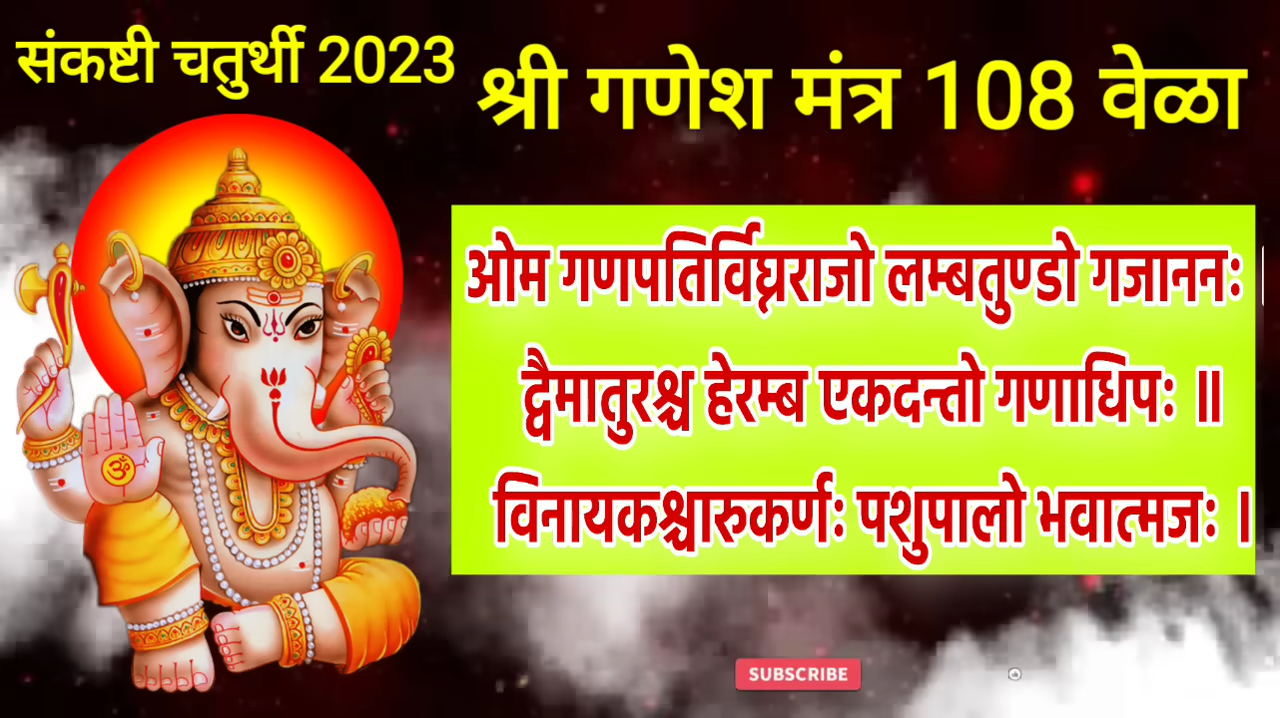 संकष्टी चतुर्थी 2023
श्री गणेश मंत्र 108 वेळा
ओम गणपतिर्विघ्नराजो लम्बतुण्डो गजाननः ।
द्वैमातुरश्च हेरम्ब एकदन्तो गणाधिपः ॥
विनायकश्चारुकर्णः पशुपालो भवात्मजः ।
ॐ
SUBSCRIBE